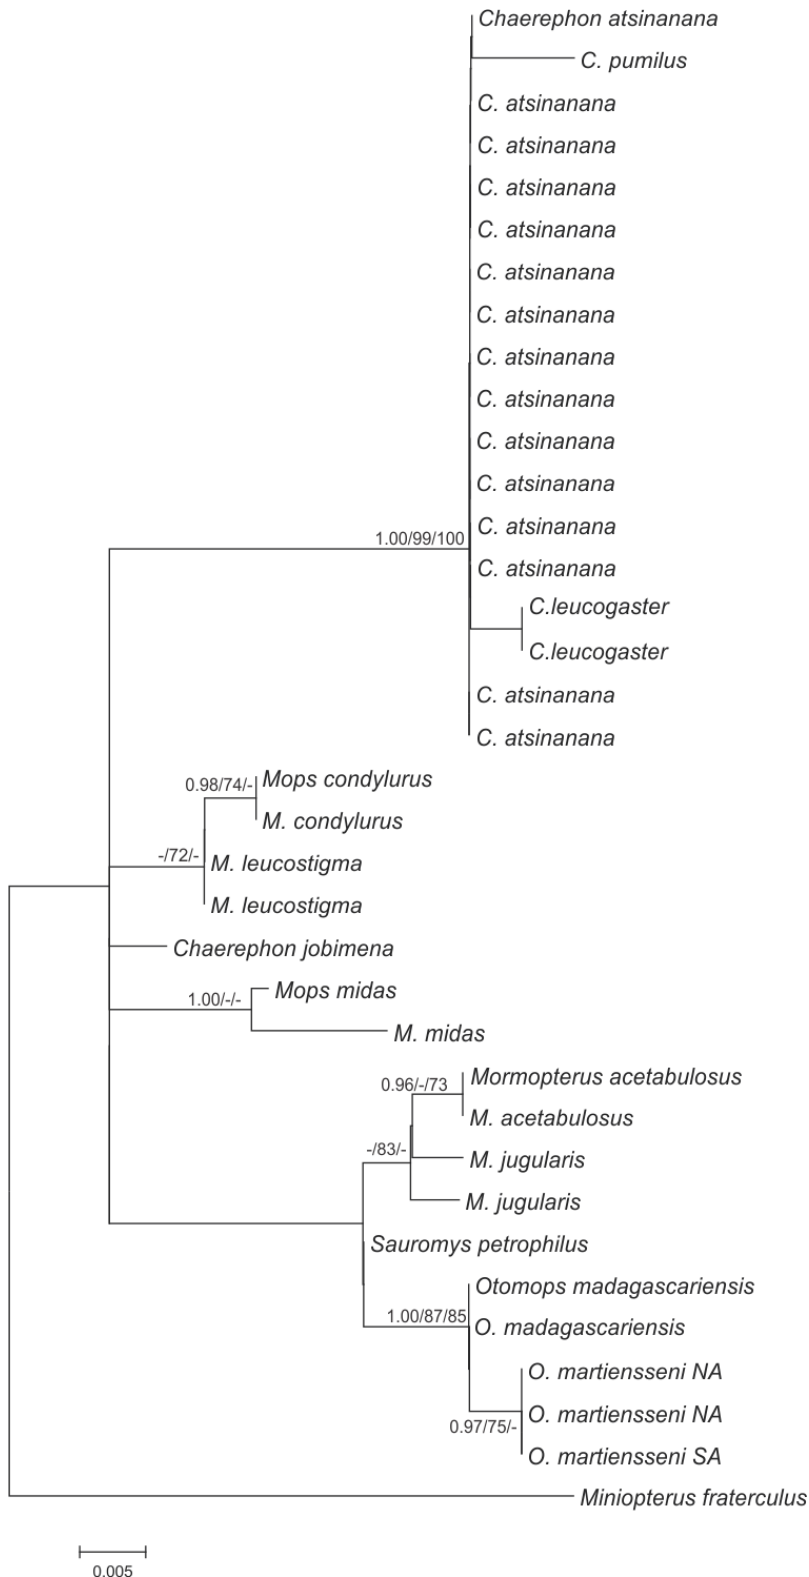 Chaerephon atsinanana
C. pumilus
C. atsinanana
C. atsinanana
C. atsinanana
C. atsinanana
C. atsinanana
C. atsinanana
C. atsinanana
C. atsinanana
C. atsinanana
C. atsinanana
1.00/99/100
C. atsinanana
C. atsinanana
C.leucogaster
C.leucogaster
C. atsinanana
C. atsinanana
0.98/74/-
Mops condylurus
M. condylurus
-/72/-
M. leucostigma
M. leucostigma
Chaerephon jobimena
1.00/-/-
Mops midas
M. midas
0.96/-/73
Mormopterus acetabulosus
M. acetabulosus
-/83/-
M. jugularis
M. jugularis
Sauromys petrophilus
Otomops madagascariensis
1.00/87/85
O. madagascariensis
O. martiensseni NA
O. martiensseni NA
0.97/75/-
O. martiensseni SA
Miniopterus fraterculus
0.005